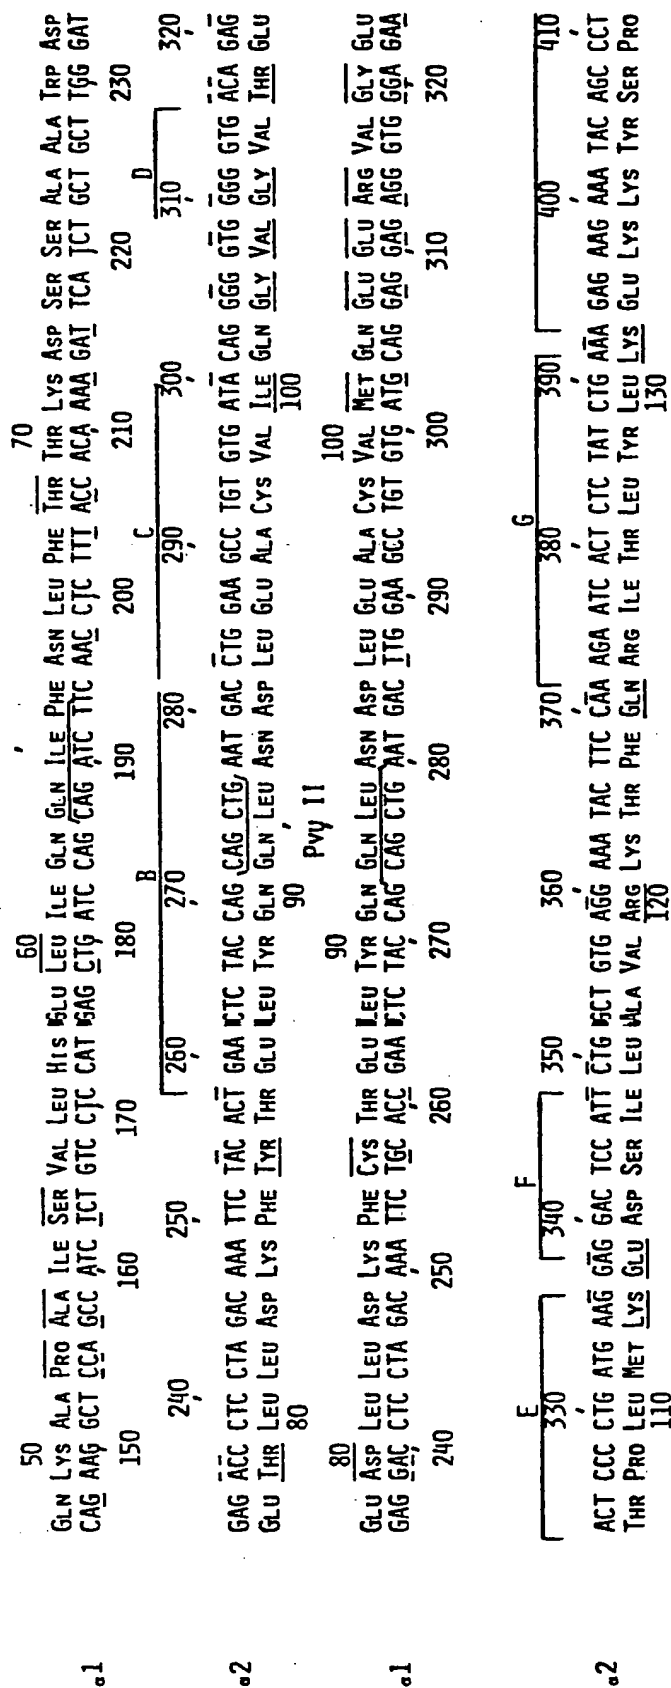 50 60 70
α1 GLN LYS ALA PRO ALA ILE SER VAL LEU HIS GLU LEU ILE GLN GLN ILE PHE ASN LEU PHE THR THR LYS ASP SER SER ALA ALA TRP ASP
CAG AAG GCT CCA GCC ATC TCT GTC CTC CAT GAG CTG ATC CAG CAG ATC TTC AAC CTC TTT ACC ACA AAA GAT TCA TCT GCT GCT TGG GAT
150 160 170 180 190 200 210 220 230
B C D
240 250 260 270 280 290 300 310 320
α2 GAG ACC CTC CTA GAC AAA TTC TAC ACT GAA CTC TAC CAG CAG CTG AAT GAC CTG GAA GCC TGT GTG ATA CAG GGG GTG GGG GTG ACA GAG
GLU THR LEU LEU ASP LYS PHE TYR THR GLU LEU TYR GLN GLN LEU ASN ASP LEU GLU ALA CYS VAL ILE GLN GLY VAL GLY VAL THR GLU
80 90 100
Pvy II
80 90 100
α1 GLU ASP LEU LEU ASP LYS PHE CYS THR GLU LEU TYR GLN GLN LEU ASN ASP LEU GLU ALA CYS VAL MET GLN GLU GLU ARG VAL GLY GLU
GAG GAC CTC CTA GAC AAA TTC TGC ACC GAA CTC TAC CAG CAG CTG AAT GAC TTG GAA GCC TGT GTG ATG CAG GAG GAG AGG GTG GGA GAA
240 250 260 270 280 290 300 310 320
E F G
330 340 350 360 370 380 390 400 410
α2 ACT CCC CTG ATG AAG GAG GAC TCC ATT CTG GCT GTG AGG AAA TAC TTC CAA AGA ATC ACT CTC TAT CTG AAA GAG AAG AAA TAC AGC CCT
THR PRO LEU MET LYS GLU ASP SER ILE LEU ALA VAL ARG LYS THR PHE GLN ARG ILE THR LEU TYR LEU LYS GLU LYS LYS TYR SER PRO
110 120 130